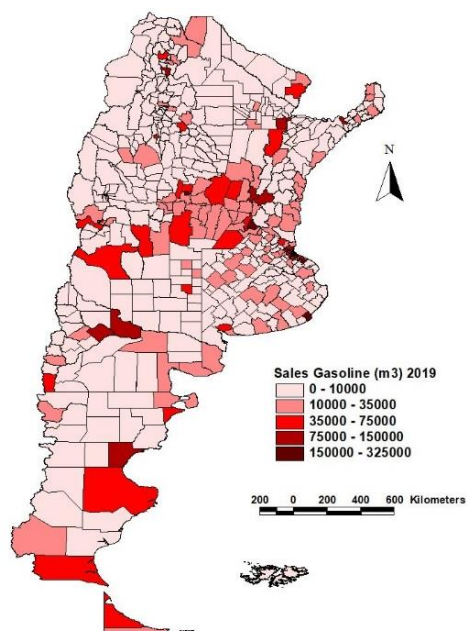 N
Sales Gasoline (m3) 2019
0 - 10000
10000 - 35000
35000 - 75000
75000 - 150000
150000 - 325000
200 0 200 400 600 Kilometers